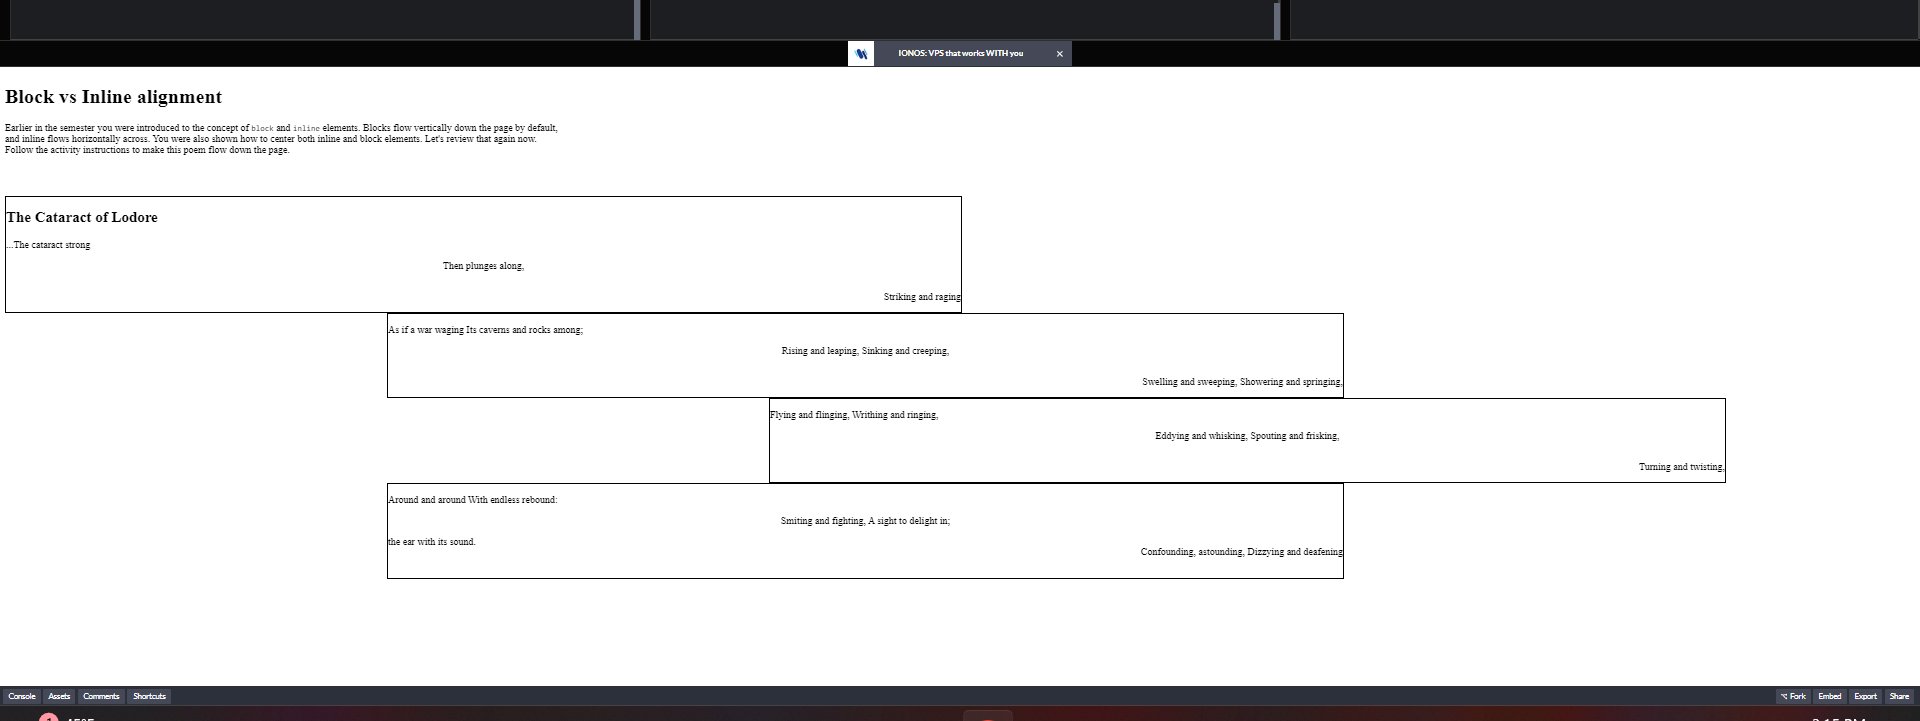 IONOS: VPS that works WITH you ×
Block vs Inline alignment
Earlier in the semester you were introduced to the concept of block and inline elements. Blocks flow vertically down the page by default,
and inline flows horizontally across. You were also shown how to center both inline and block elements. Let's review that again now.
Follow the activity instructions to make this poem flow down the page.
The Cataract of Lodore
...The cataract strong
Then plunges along,
Striking and raging
As if a war waging Its caverns and rocks among;
Rising and leaping, Sinking and creeping,
Swelling and sweeping, Showering and springing,
Flying and flinging, Writhing and ringing,
Eddying and whisking, Spouting and frisking,
Turning and twisting,
Around and around With endless rebound:
Smiting and fighting, A sight to delight in;
the ear with its sound.
Confounding, astounding, Dizzying and deafening
Console Assets Comments Shortcuts Fork Embed Export Share